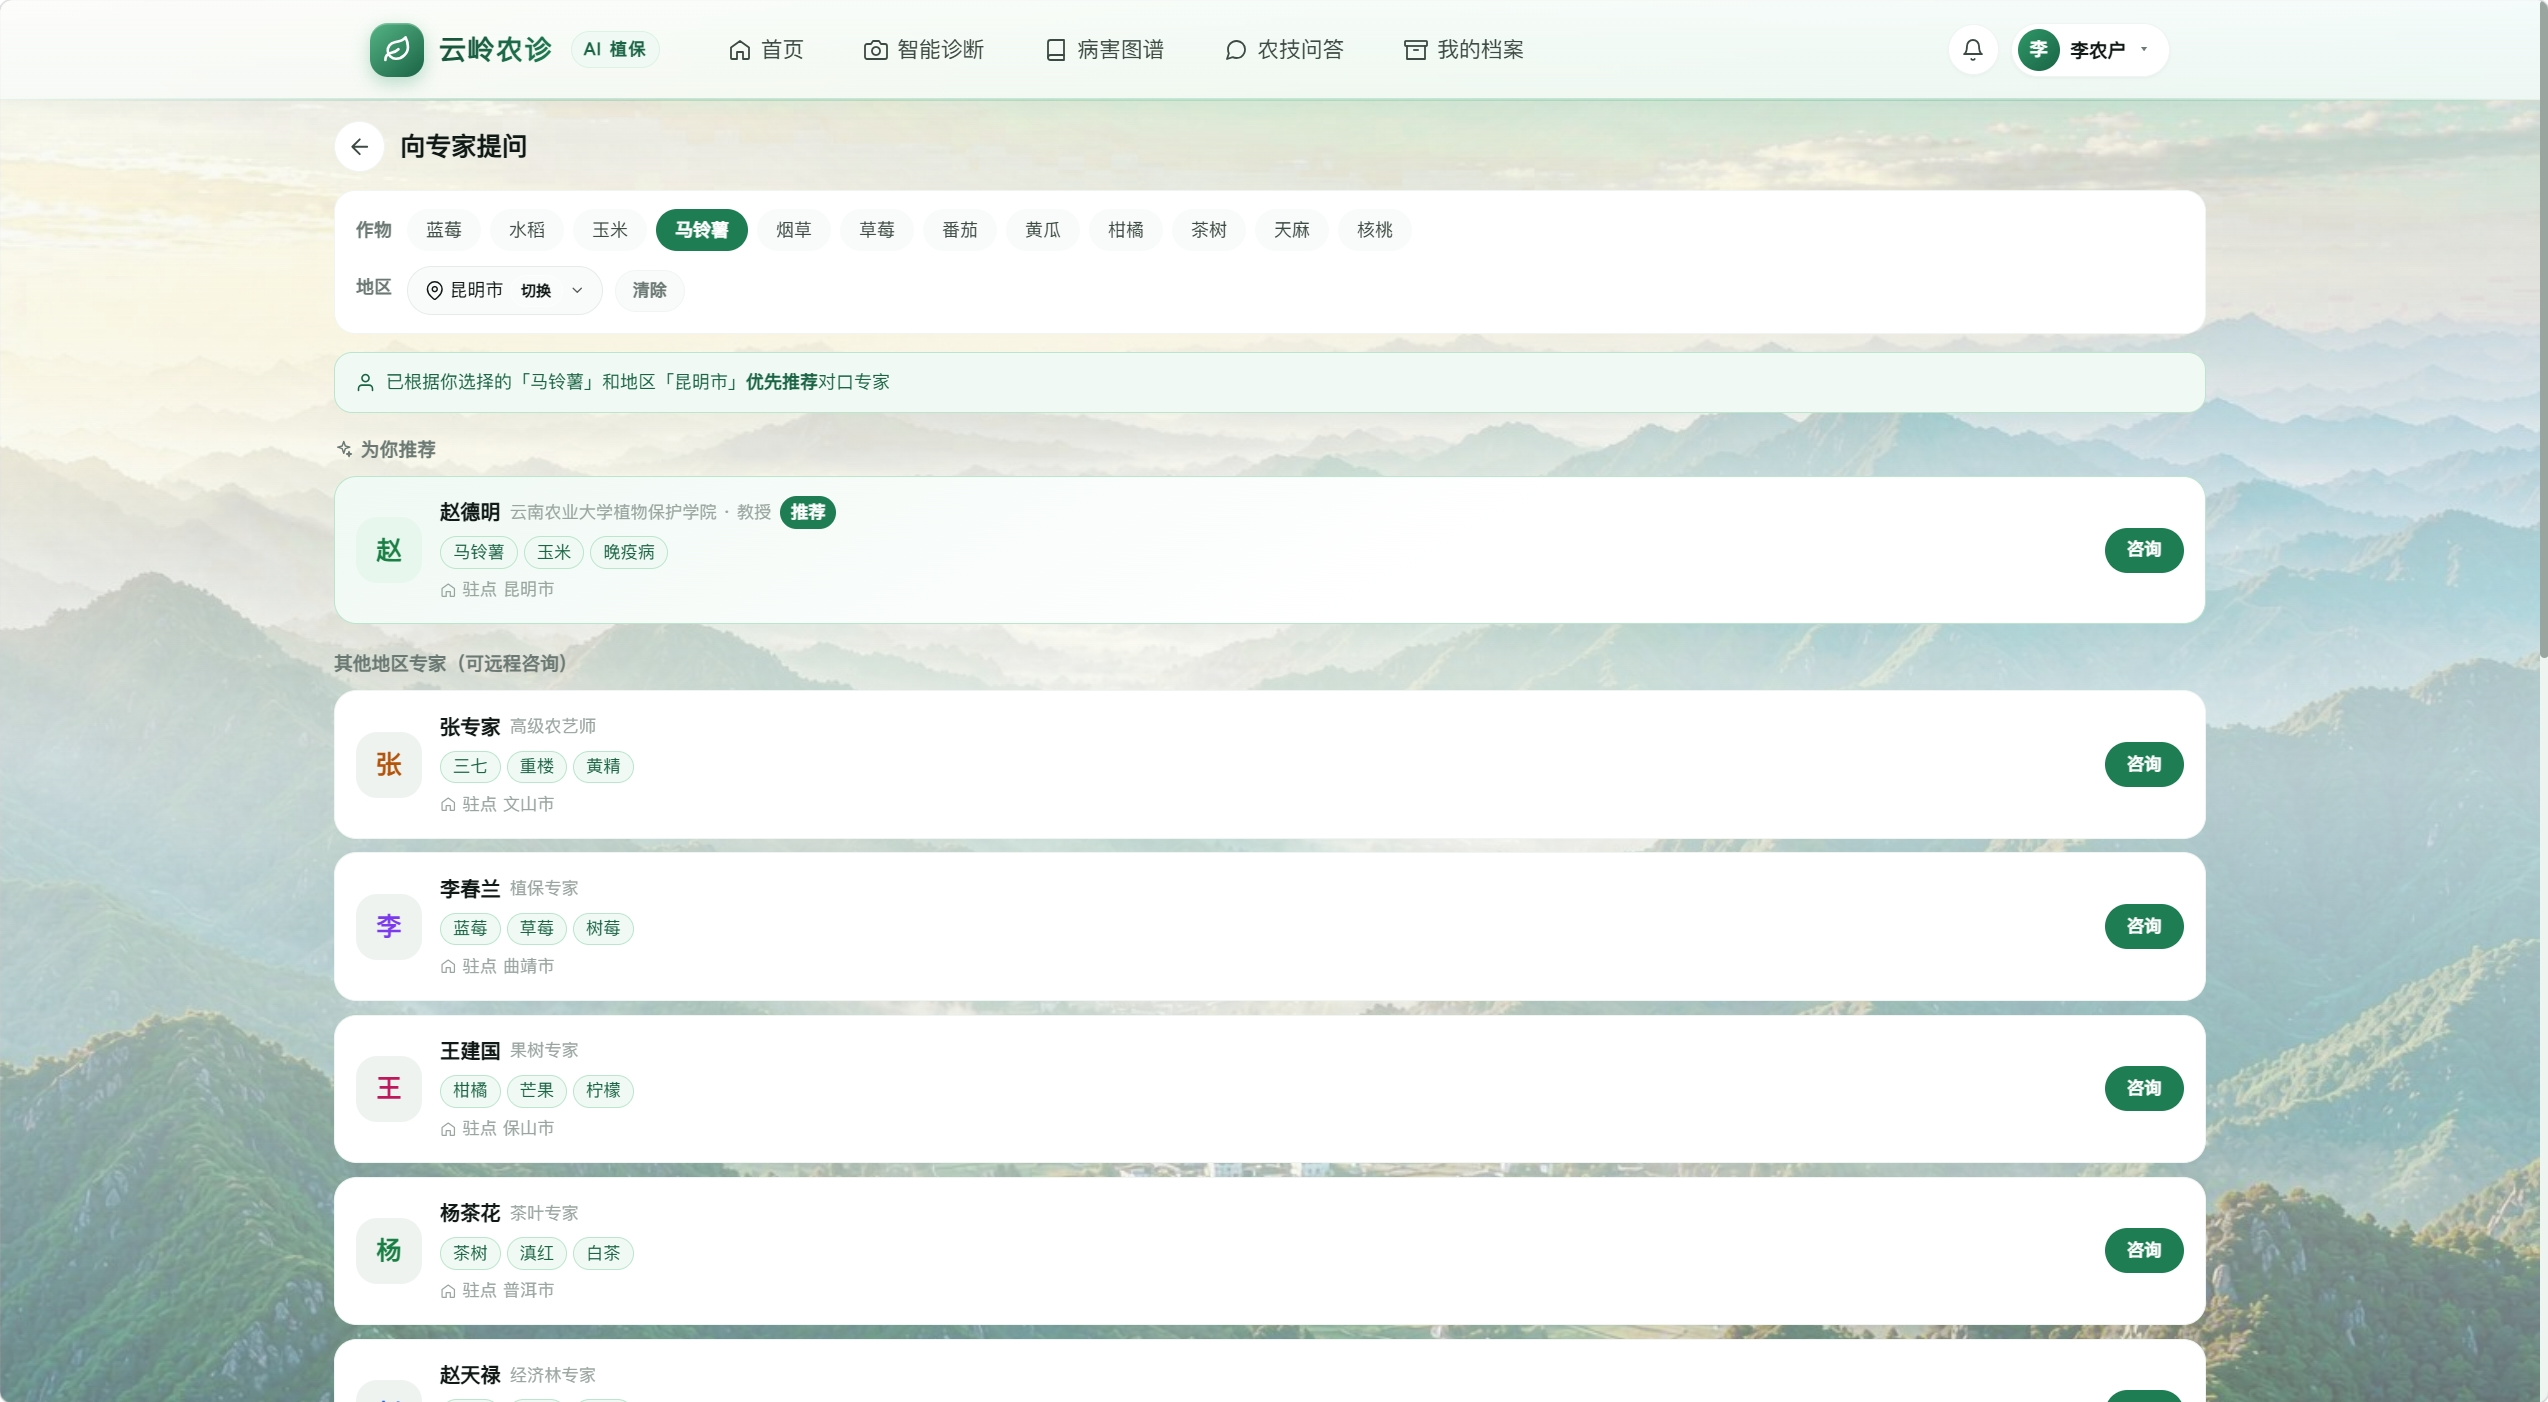 云岭农诊 AI 植保 首页 智能诊断 病害图谱 农技问答 我的档案 李 李农户
向专家提问
作物 蓝莓 水稻 玉米 马铃薯 烟草 草莓 番茄 黄瓜 柑橘 茶树 天麻 核桃
地区 昆明市 切换 清除
已根据你选择的「马铃薯」和地区「昆明市」优先推荐对口专家
为你推荐
赵 赵德明 云南农业大学植物保护学院 · 教授 推荐
马铃薯 玉米 晚疫病
驻点 昆明市
咨询
其他地区专家（可远程咨询）
张 张专家 高级农艺师
三七 重楼 黄精
驻点 文山市
咨询
李 李春兰 植保专家
蓝莓 草莓 树莓
驻点 曲靖市
咨询
王 王建国 果树专家
柑橘 芒果 柠檬
驻点 保山市
咨询
杨 杨茶花 茶叶专家
茶树 滇红 白茶
驻点 普洱市
咨询
赵天禄 经济林专家